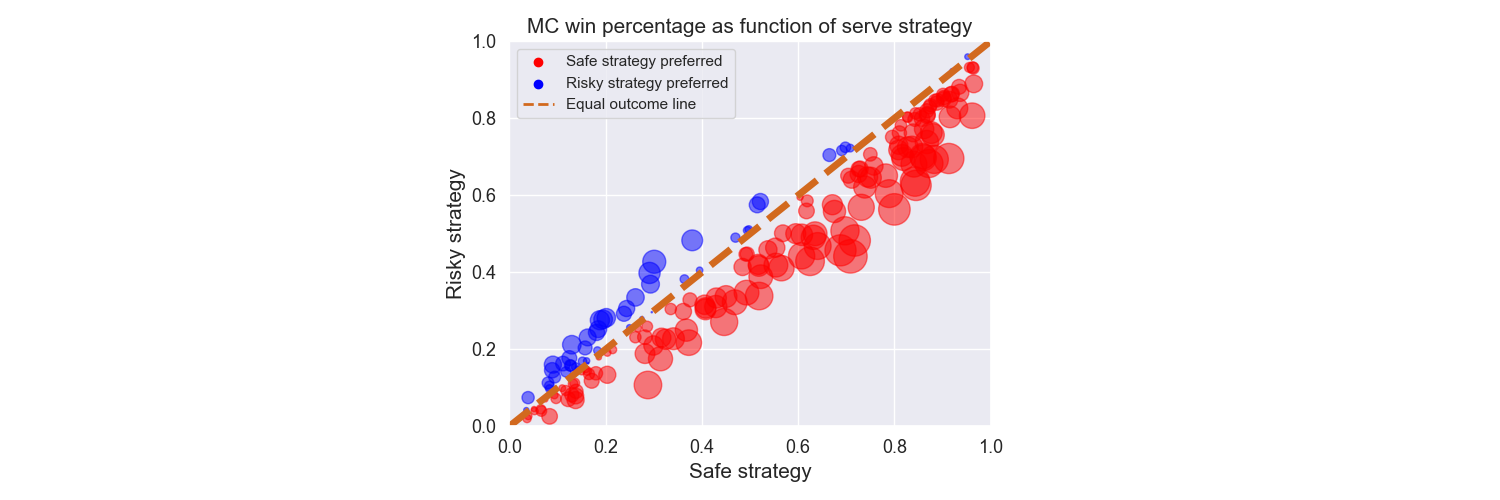 MC win percentage as function of serve strategy
1.0
0.8
0.6
0.4
0.2
0.0
Risky strategy
Safe strategy preferred
Risky strategy preferred
Equal outcome line
0.0 0.2 0.4 0.6 0.8 1.0
Safe strategy